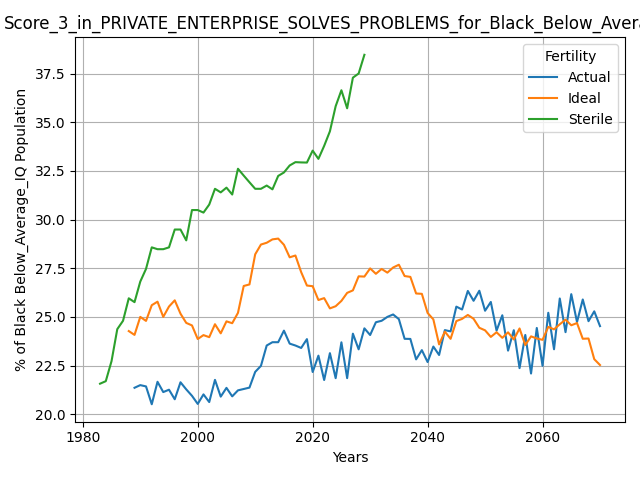 Score_3_in_PRIVATE_ENTERPRISE_SOLVES_PROBLEMS_for_Black_Below_Aver
Fertility
Actual
Ideal
Sterile
% of Black Below_Average_IQ Population
37.5
35.0
32.5
30.0
27.5
25.0
22.5
20.0
1980
2000
2020
2040
2060
Years